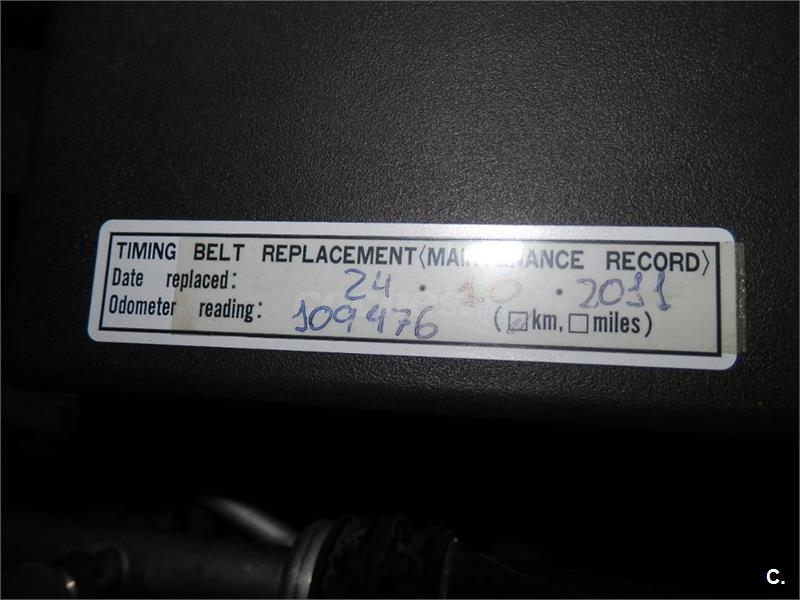 TIMING BELT REPLACEMENT〈MAINTENANCE RECORD〉
Date replaced: 24 · 10 · 2011
Odometer reading: 109476 (☑km, ☐miles)
C.